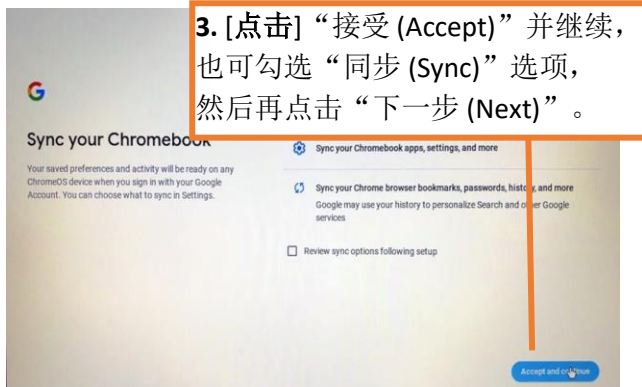 3. [点击]“接受 (Accept)”并继续，
也可勾选“同步 (Sync)”选项，
然后再点击“下一步 (Next)”。
Sync your Chromebook
Your saved preferences and activity will be ready on any
ChromeOS device when you sign in with your Google
Account. You can choose what to sync in Settings.
Sync your Chromebook apps, settings, and more
Sync your Chrome browser bookmarks, passwords, history, and more
Google may use your history to personalize Search and other Google
services
Review sync options following setup
Accept and continue